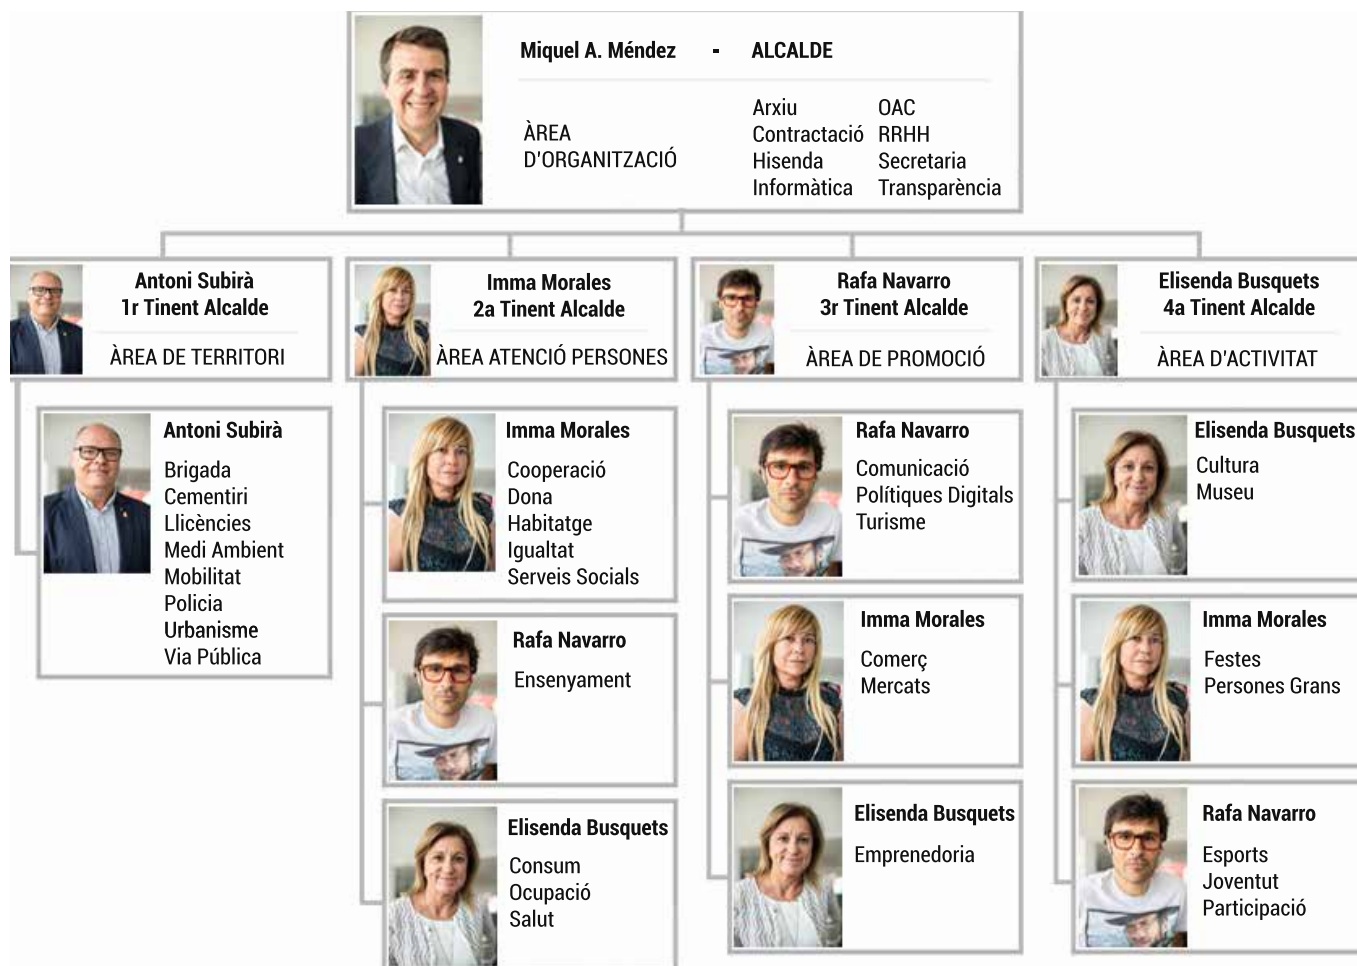 Miquel A. Méndez - ALCALDE
ÀREA
D'ORGANITZACIÓ
Arxiu
Contractació
Hisenda
Informàtica
OAC
RRHH
Secretaria
Transparència
Antoni Subirà
1r Tinent Alcalde
ÀREA DE TERRITORI
Imma Morales
2a Tinent Alcalde
ÀREA ATENCIÓ PERSONES
Rafa Navarro
3r Tinent Alcalde
ÀREA DE PROMOCIÓ
Elisenda Busquets
4a Tinent Alcalde
ÀREA D'ACTIVITAT
Antoni Subirà
Brigada
Cementiri
Llicències
Medi Ambient
Mobilitat
Policia
Urbanisme
Via Pública
Imma Morales
Cooperació
Dona
Habitatge
Igualtat
Serveis Socials
Rafa Navarro
Ensenyament
Elisenda Busquets
Consum
Ocupació
Salut
Rafa Navarro
Comunicació
Polítiques Digitals
Turisme
Imma Morales
Comerç
Mercats
Elisenda Busquets
Emprenedoria
Elisenda Busquets
Cultura
Museu
Imma Morales
Festes
Persones Grans
Rafa Navarro
Esports
Joventut
Participació